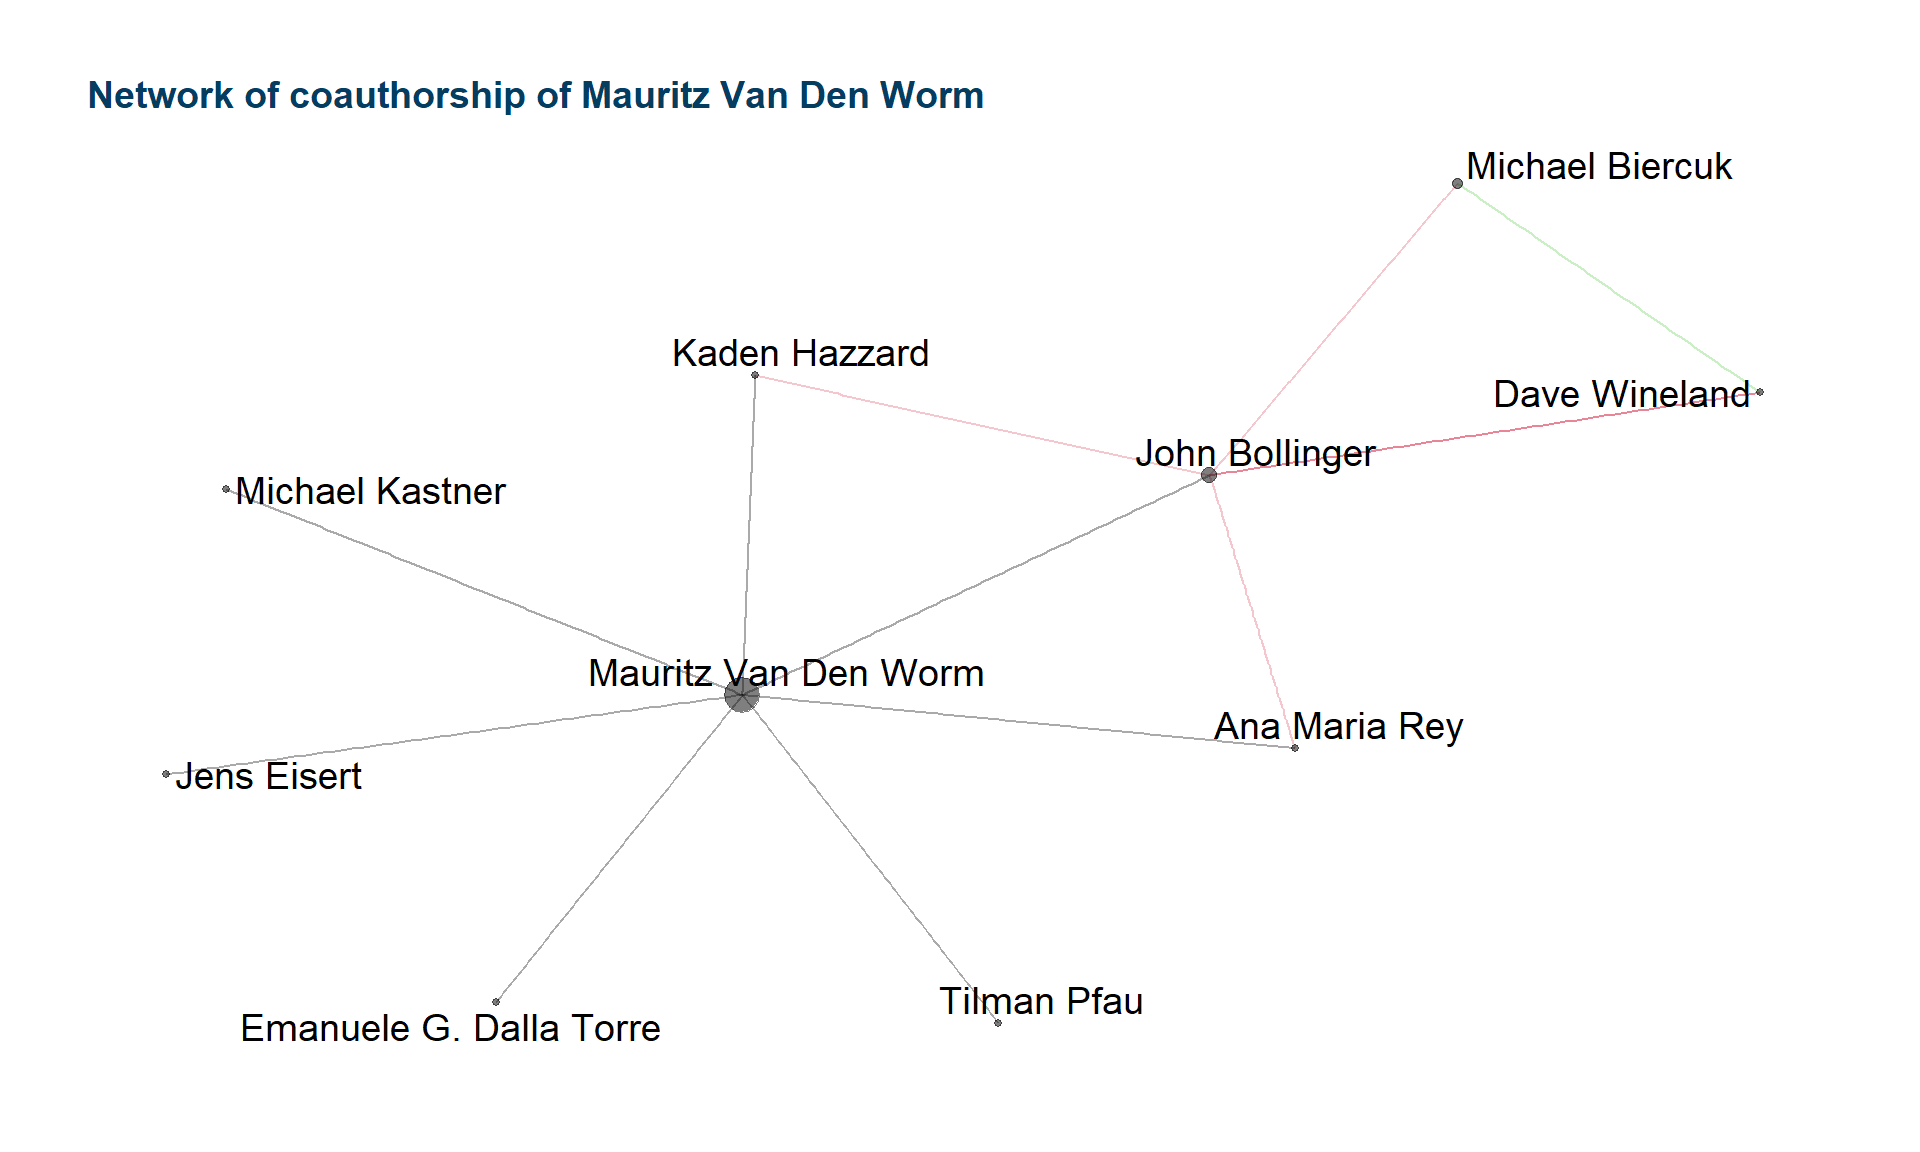 Network of coauthorship of Mauritz Van Den Worm
Michael Biercuk
Kaden Hazzard
Dave Wineland
John Bollinger
Michael Kastner
Mauritz Van Den Worm
Ana Maria Rey
Jens Eisert
Tilman Pfau
Emanuele G. Dalla Torre